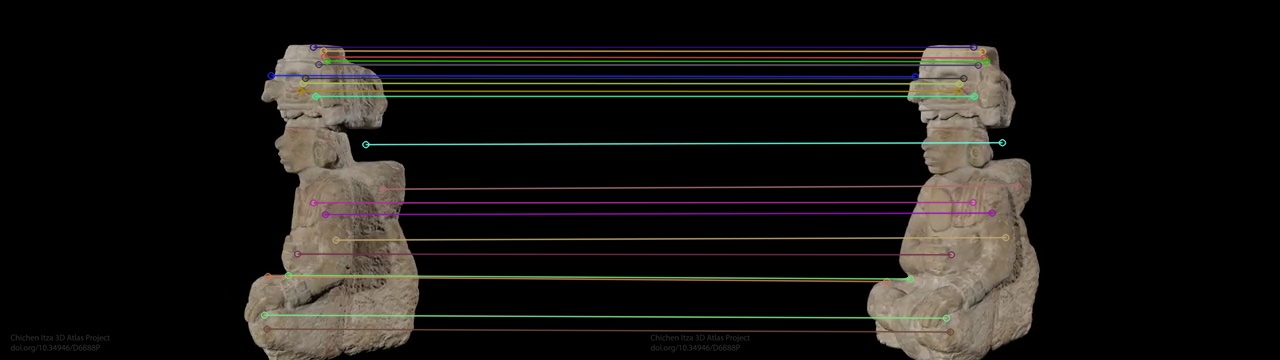 Chichen Itza 3D Atlas Project
doi.org/10.34946/D6B88P
Chichen Itza 3D Atlas Project
doi.org/10.34946/D6B88P